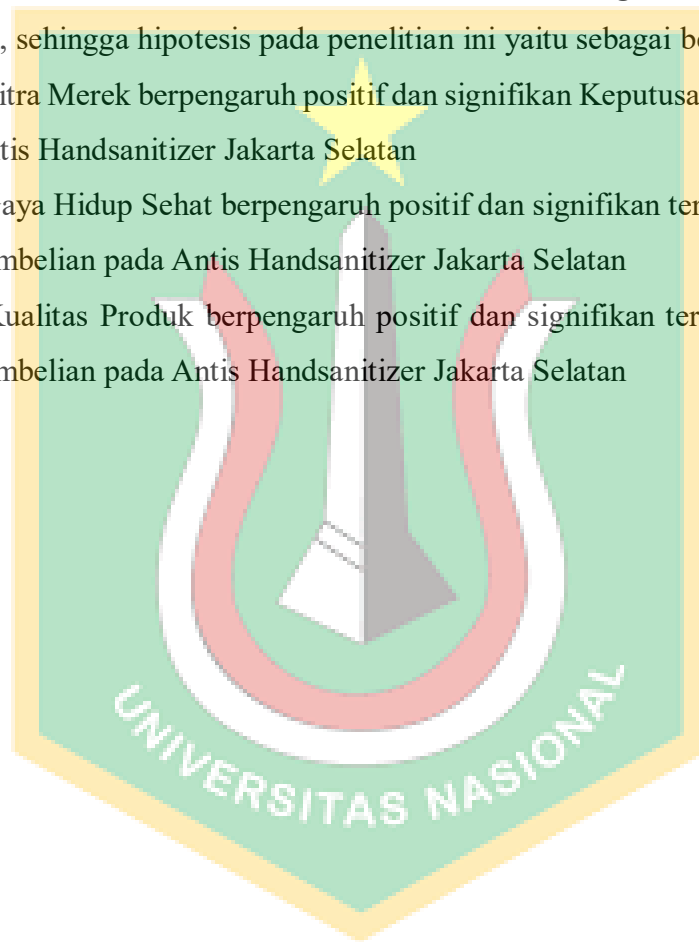 , sehingga hipotesis pada penelitian ini yaitu sebagai be
itra Merek berpengaruh positif dan signifikan Keputusa
tis Handsanitizer Jakarta Selatan
aya Hidup Sehat berpengaruh positif dan signifikan ter
mbelian pada Antis Handsanitizer Jakarta Selatan
Kualitas Produk berpengaruh positif dan signifikan ter
mbelian pada Antis Handsanitizer Jakarta Selatan
UNIVERSITAS NASIONAL